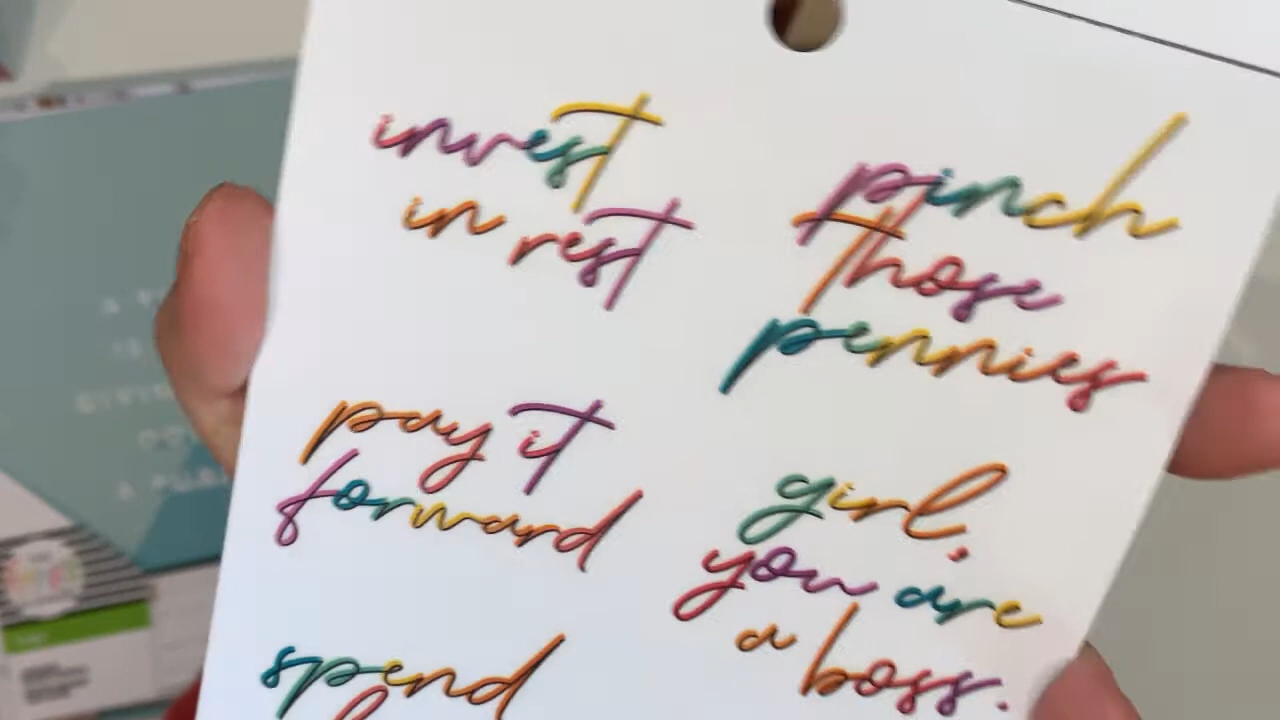 invest
in rest
pinch
those
pennies
pay it
forward
girl,
you are
a boss.
spend